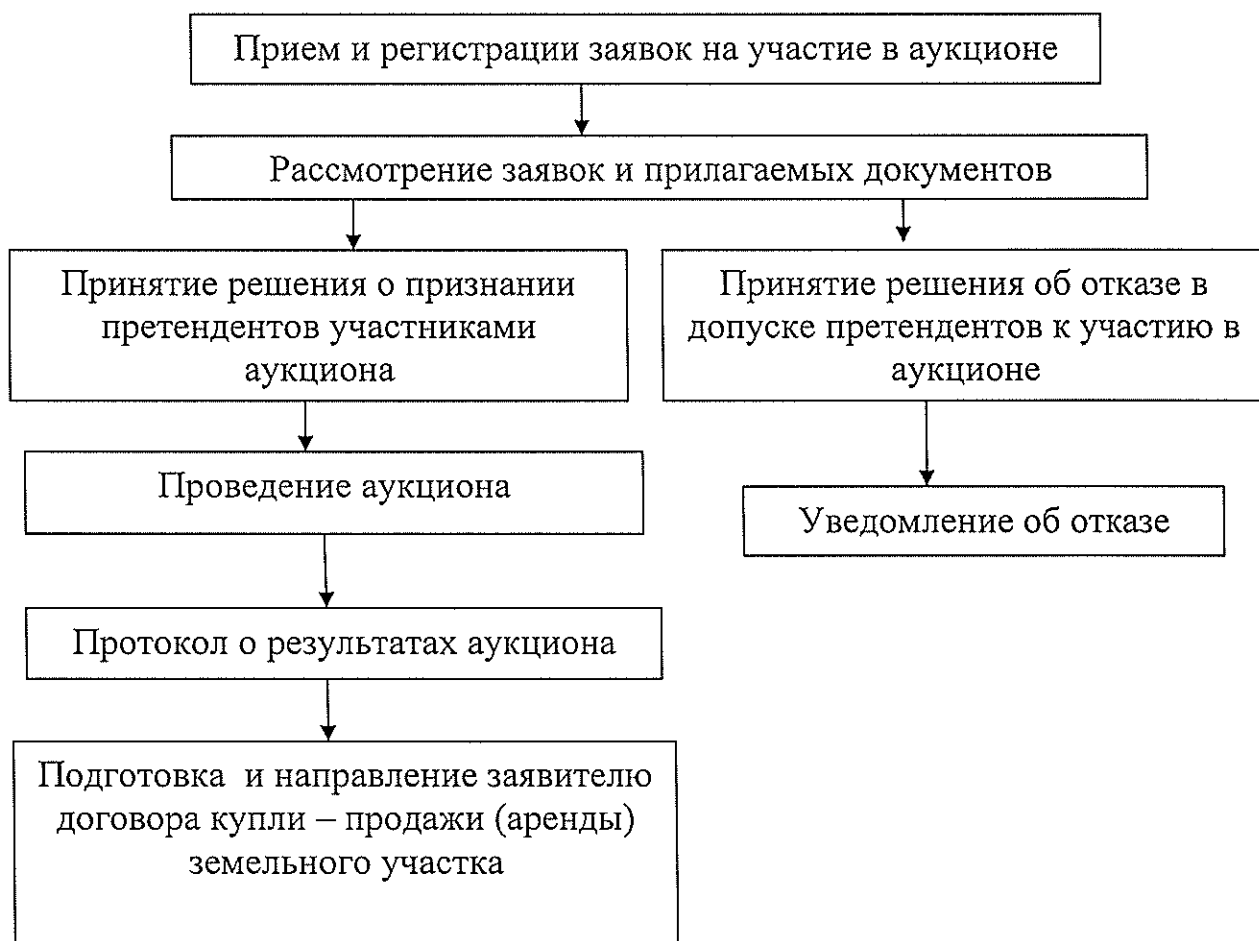 Прием и регистрации заявок на участие в аукционе
Рассмотрение заявок и прилагаемых документов
Принятие решения о признании
претендентов участниками
аукциона
Принятие решения об отказе в
допуске претендентов к участию в
аукционе
Проведение аукциона
Уведомление об отказе
Протокол о результатах аукциона
Подготовка и направление заявителю
договора купли – продажи (аренды)
земельного участка